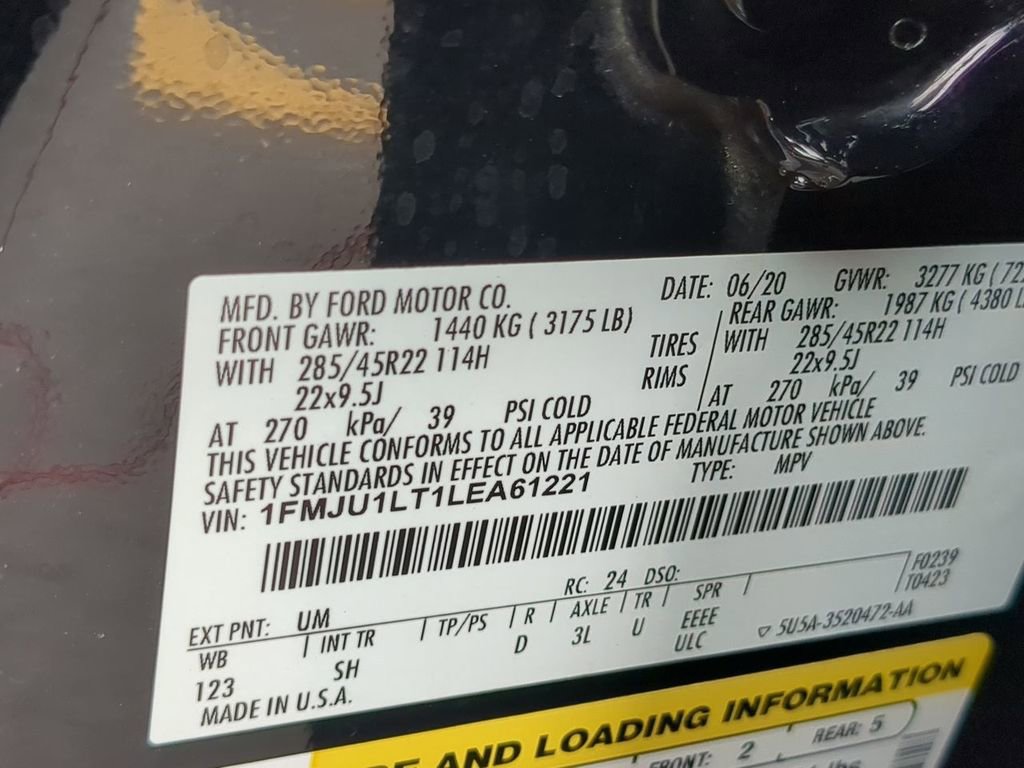 MFD. BY FORD MOTOR CO. DATE: 06/20 GVWR: 3277 KG (
FRONT GAWR: 1440 KG ( 3175 LB) REAR GAWR: 1987 KG ( 4380
WITH 285/45R22 114H TIRES WITH 285/45R22 114H
22x9.5J RIMS 22x9.5J
AT 270 kPa/ 39 PSI COLD AT 270 kPa/ 39 PSI COLD
THIS VEHICLE CONFORMS TO ALL APPLICABLE FEDERAL MOTOR VEHICLE
SAFETY STANDARDS IN EFFECT ON THE DATE OF MANUFACTURE SHOWN ABOVE.
VIN: 1FMJU1LT1LEA61221 TYPE: MPV
EXT PNT: UM RC: 24 DSO: F0239
WB INT TR TP/PS R AXLE TR SPR T0423
123 SH D 3L U EEEE
ULC 5U5A-3520472-AA
MADE IN U.S.A.
AND LOADING INFORMATION
FRONT: 2 REAR: 5